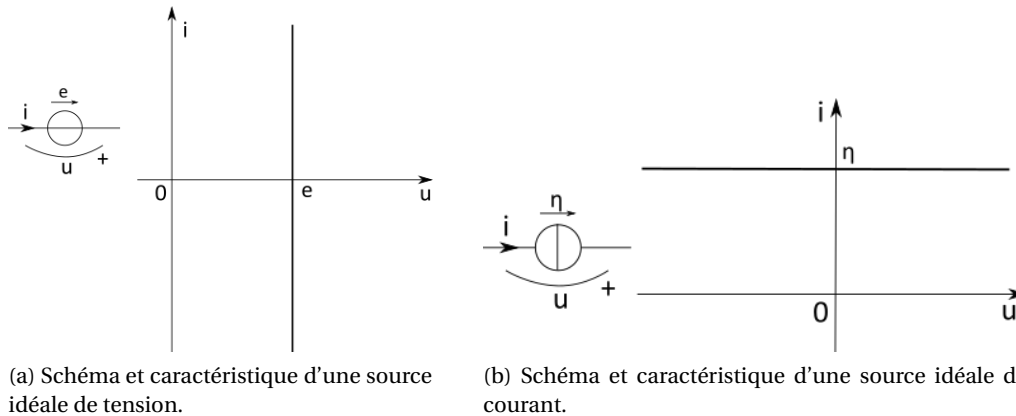 i
e
i
u
+
0
e
u
i
η
η
i
u
+
0
u
(a) Schéma et caractéristique d'une source
idéale de tension.
(b) Schéma et caractéristique d'une source idéale d
courant.